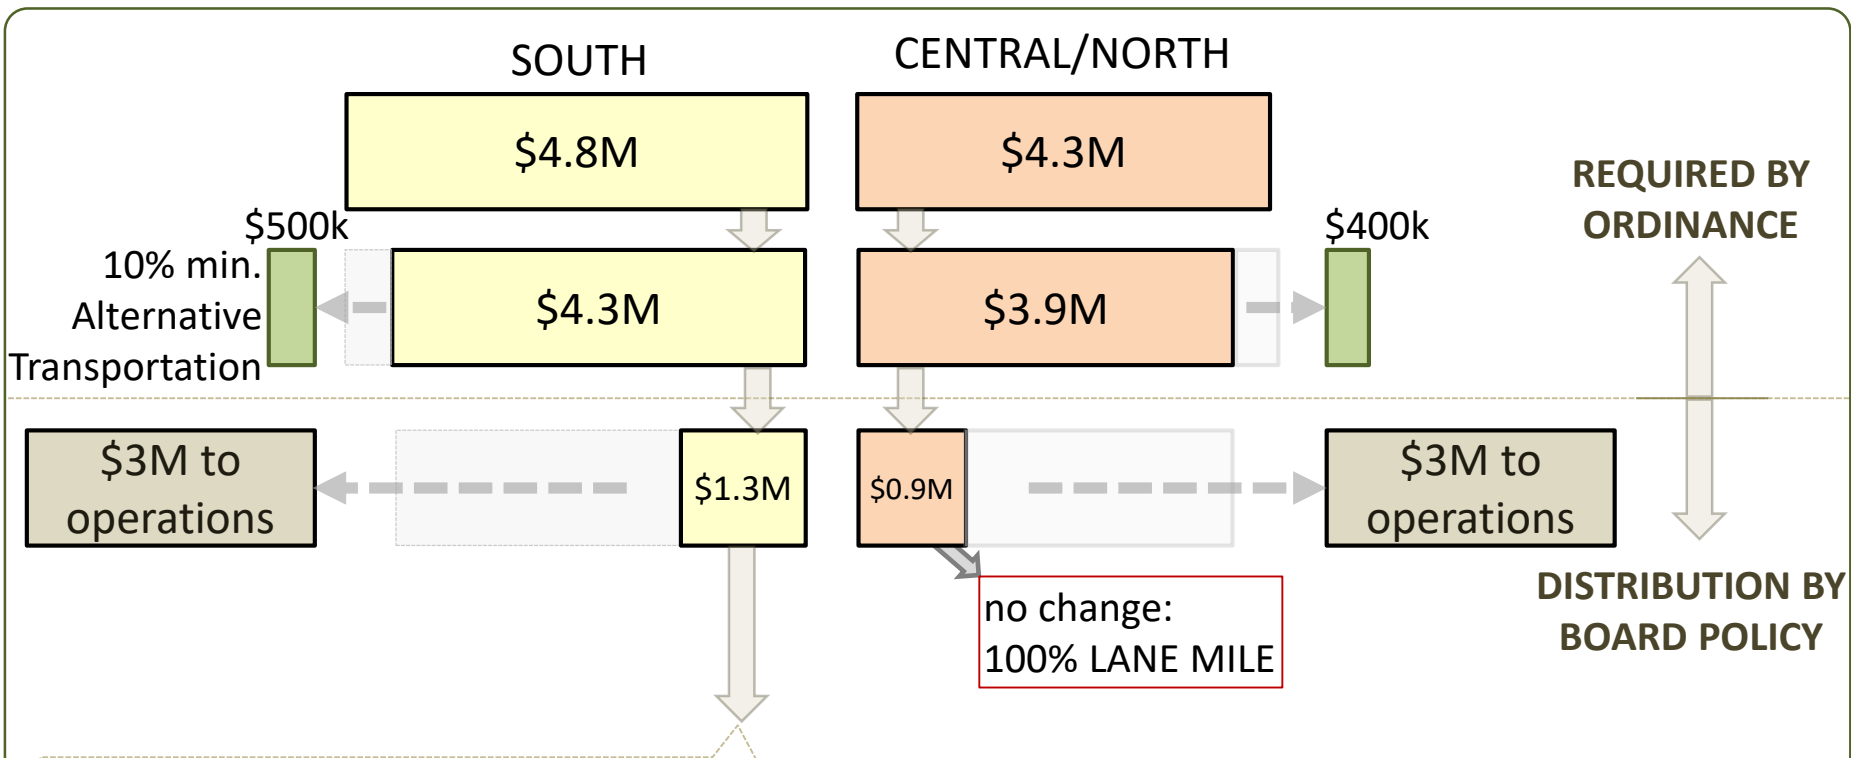 SOUTH
CENTRAL/NORTH
$4.8M
$4.3M
REQUIRED BY
ORDINANCE
$500k
$400k
10% min.
Alternative
Transportation
$4.3M
$3.9M
$3M to
operations
$1.3M
$0.9M
$3M to
operations
no change:
100% LANE MILE
DISTRIBUTION BY
BOARD POLICY